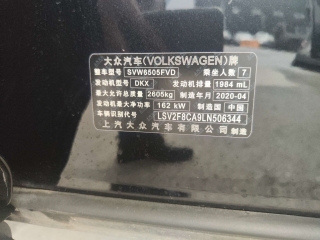 大众汽车(VOLKSWAGEN)牌
整车型号 SVW6505FVD 乘坐人数 7
发动机型号 DKX 发动机排量 1984 mL
最大允许总质量 2605kg 制造年月 2020-04
发动机最大净功率 162 kW 制造国 中国
车辆识别代号 LSV2F8CA9LN506344
上汽大众汽车有限公司制造